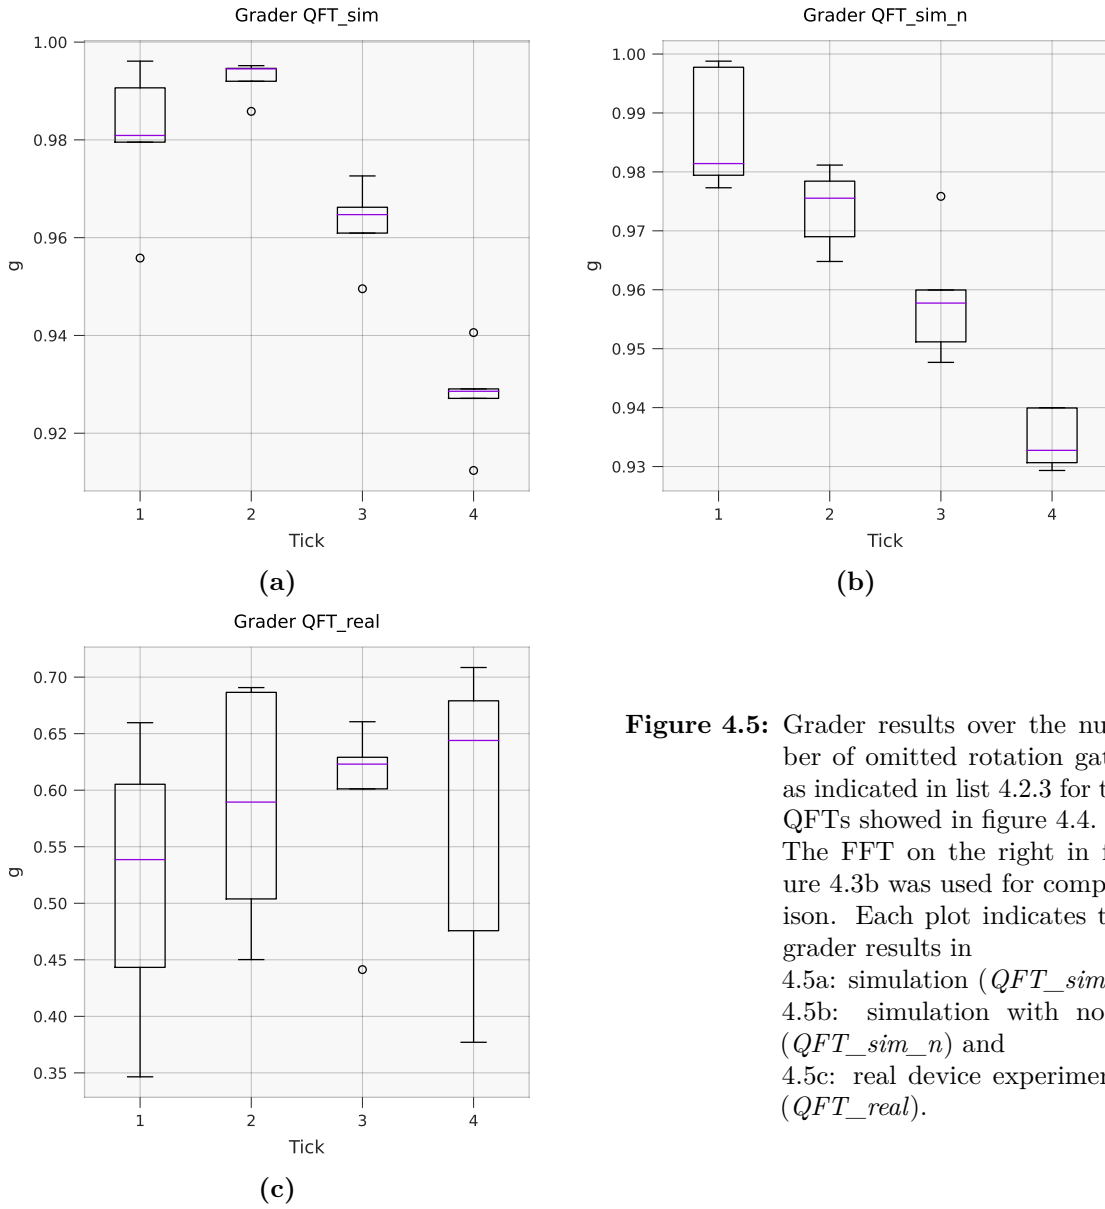 Grader QFT_sim
1.00
0.98
0.96
0.94
0.92
g
1
2
3
4
Tick
(a)
Grader QFT_sim_n
1.00
0.99
0.98
0.97
0.96
0.95
0.94
0.93
g
1
2
3
4
Tick
(b)
Grader QFT_real
0.70
0.65
0.60
0.55
0.50
0.45
0.40
0.35
g
1
2
3
4
Tick
(c)
Figure 4.5: Grader results over the nu
ber of omitted rotation gat
as indicated in list 4.2.3 for t
QFTs showed in figure 4.4.
The FFT on the right in f
ure 4.3b was used for comp
ison. Each plot indicates t
grader results in
4.5a: simulation (QFT_sim
4.5b: simulation with no
(QFT_sim_n) and
4.5c: real device experimen
(QFT_real).